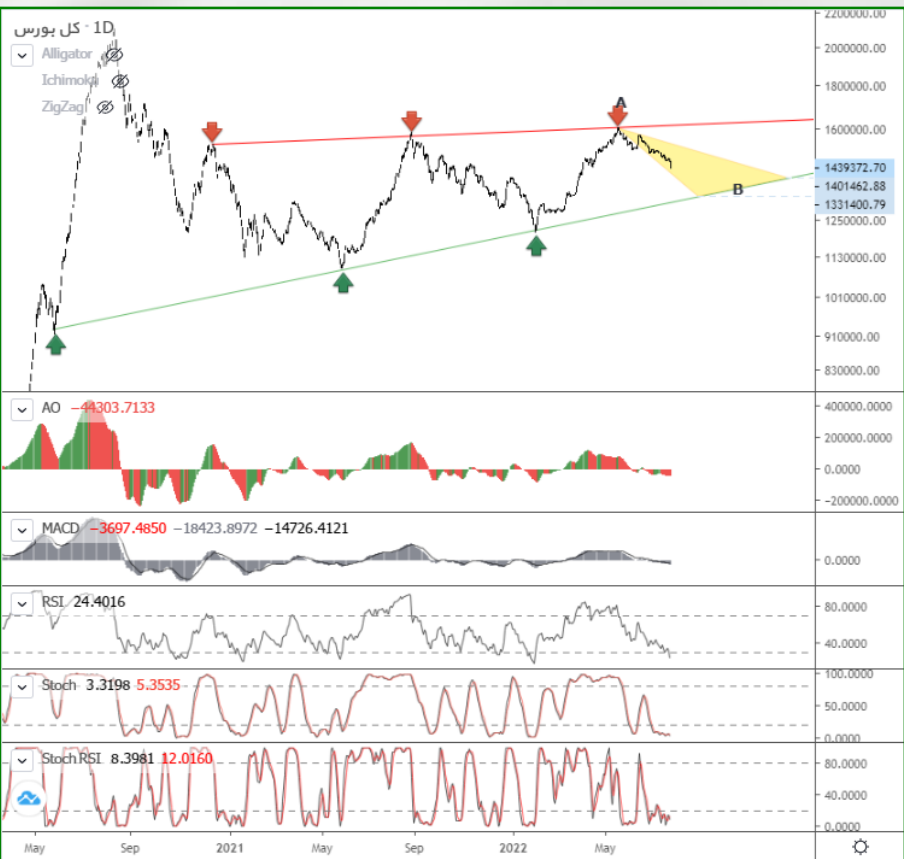 کل بورس - 1D
Alligator
Ichimoku
ZigZag
A
B
2200000.00
2000000.00
1800000.00
1600000.00
1439372.70
1401462.88
1331400.79
1250000.00
1130000.00
1010000.00
910000.00
830000.00
AO −44303.7133
400000.0000
200000.0000
0.0000
−200000.0000
MACD −3697.4850 −18423.8972 −14726.4121
0.0000
RSI 24.4016
80.0000
40.0000
Stoch 3.3198 5.3535
100.0000
50.0000
0.0000
Stoch RSI 8.3981 12.0160
80.0000
40.0000
0.0000
May Sep 2021 May Sep 2022 May